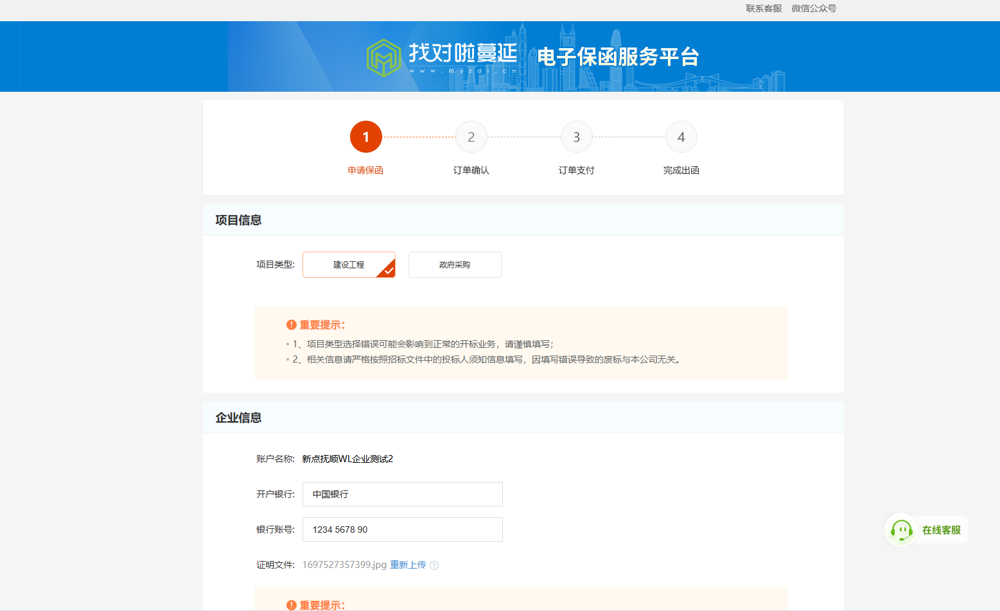 联系客服 微信公众号
找对啦蔓延 电子保函服务平台
www.myzdl.cn
1 2 3 4
申请保函 订单确认 订单支付 完成出函
项目信息
项目类型: 建设工程 政府采购
重要提示:
1、项目类型选择错误可能会影响到正常的开标业务，请谨慎填写；
2、相关信息请严格按照招标文件中的投标人须知信息填写，因填写错误导致的废标与本公司无关。
企业信息
账户名称: 新点抚顺WL企业测试2
开户银行: 中国银行
银行账号: 1234 5678 90
在线客服
证明文件: 1697527357399.jpg 重新上传 ?
重要提示: